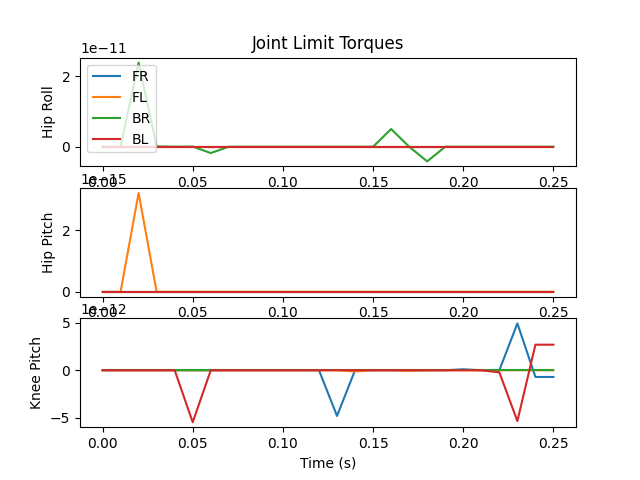 Joint Limit Torques
1e−11
Hip Roll
2
0
FR
FL
BR
BL
0.00 0.05 0.10 0.15 0.20 0.25
1e−15
Hip Pitch
2
0
0.00 0.05 0.10 0.15 0.20 0.25
1e−12
Knee Pitch
5
0
−5
0.00 0.05 0.10 0.15 0.20 0.25
Time (s)